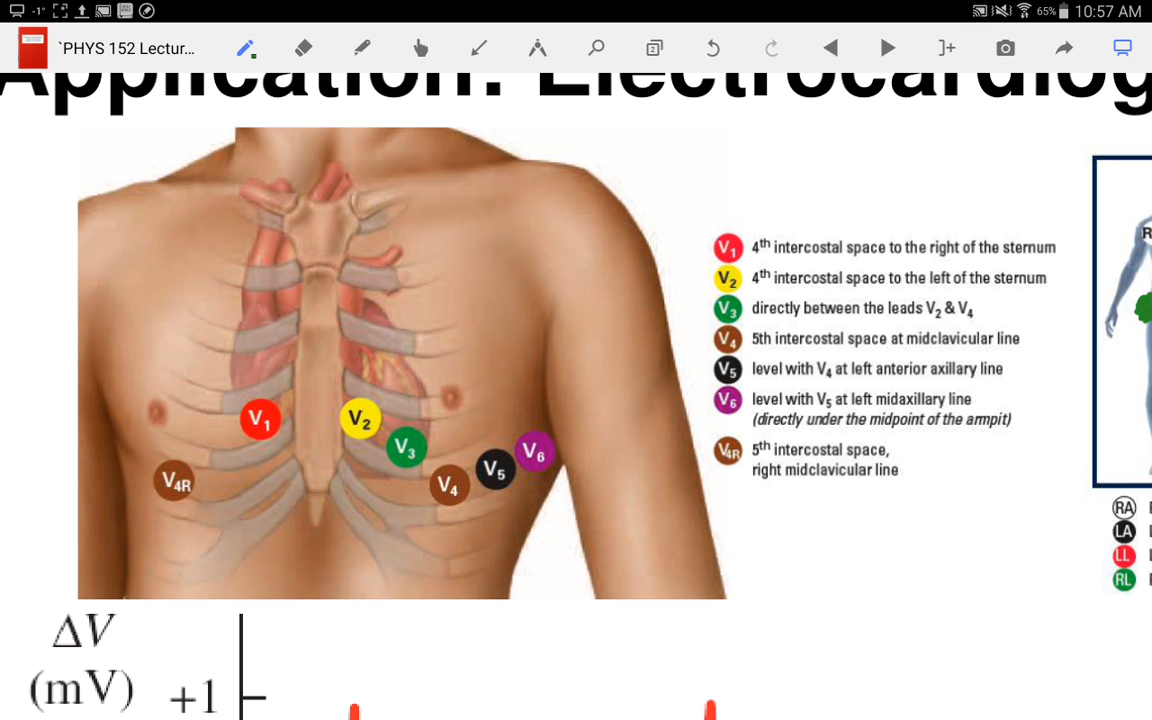 -1° 65% 10:57 AM
`PHYS 152 Lectur... 2
Application: Electrocardiog
V1 4th intercostal space to the right of the sternum
V2 4th intercostal space to the left of the sternum
V3 directly between the leads V2 & V4
V4 5th intercostal space at midclavicular line
V5 level with V4 at left anterior axillary line
V6 level with V5 at left midaxillary line
(directly under the midpoint of the armpit)
V4R 5th intercostal space,
right midclavicular line
V1 V2 V3 V4 V5 V6 V4R
R
RA
LA
LL
RL
ΔV
(mV) +1